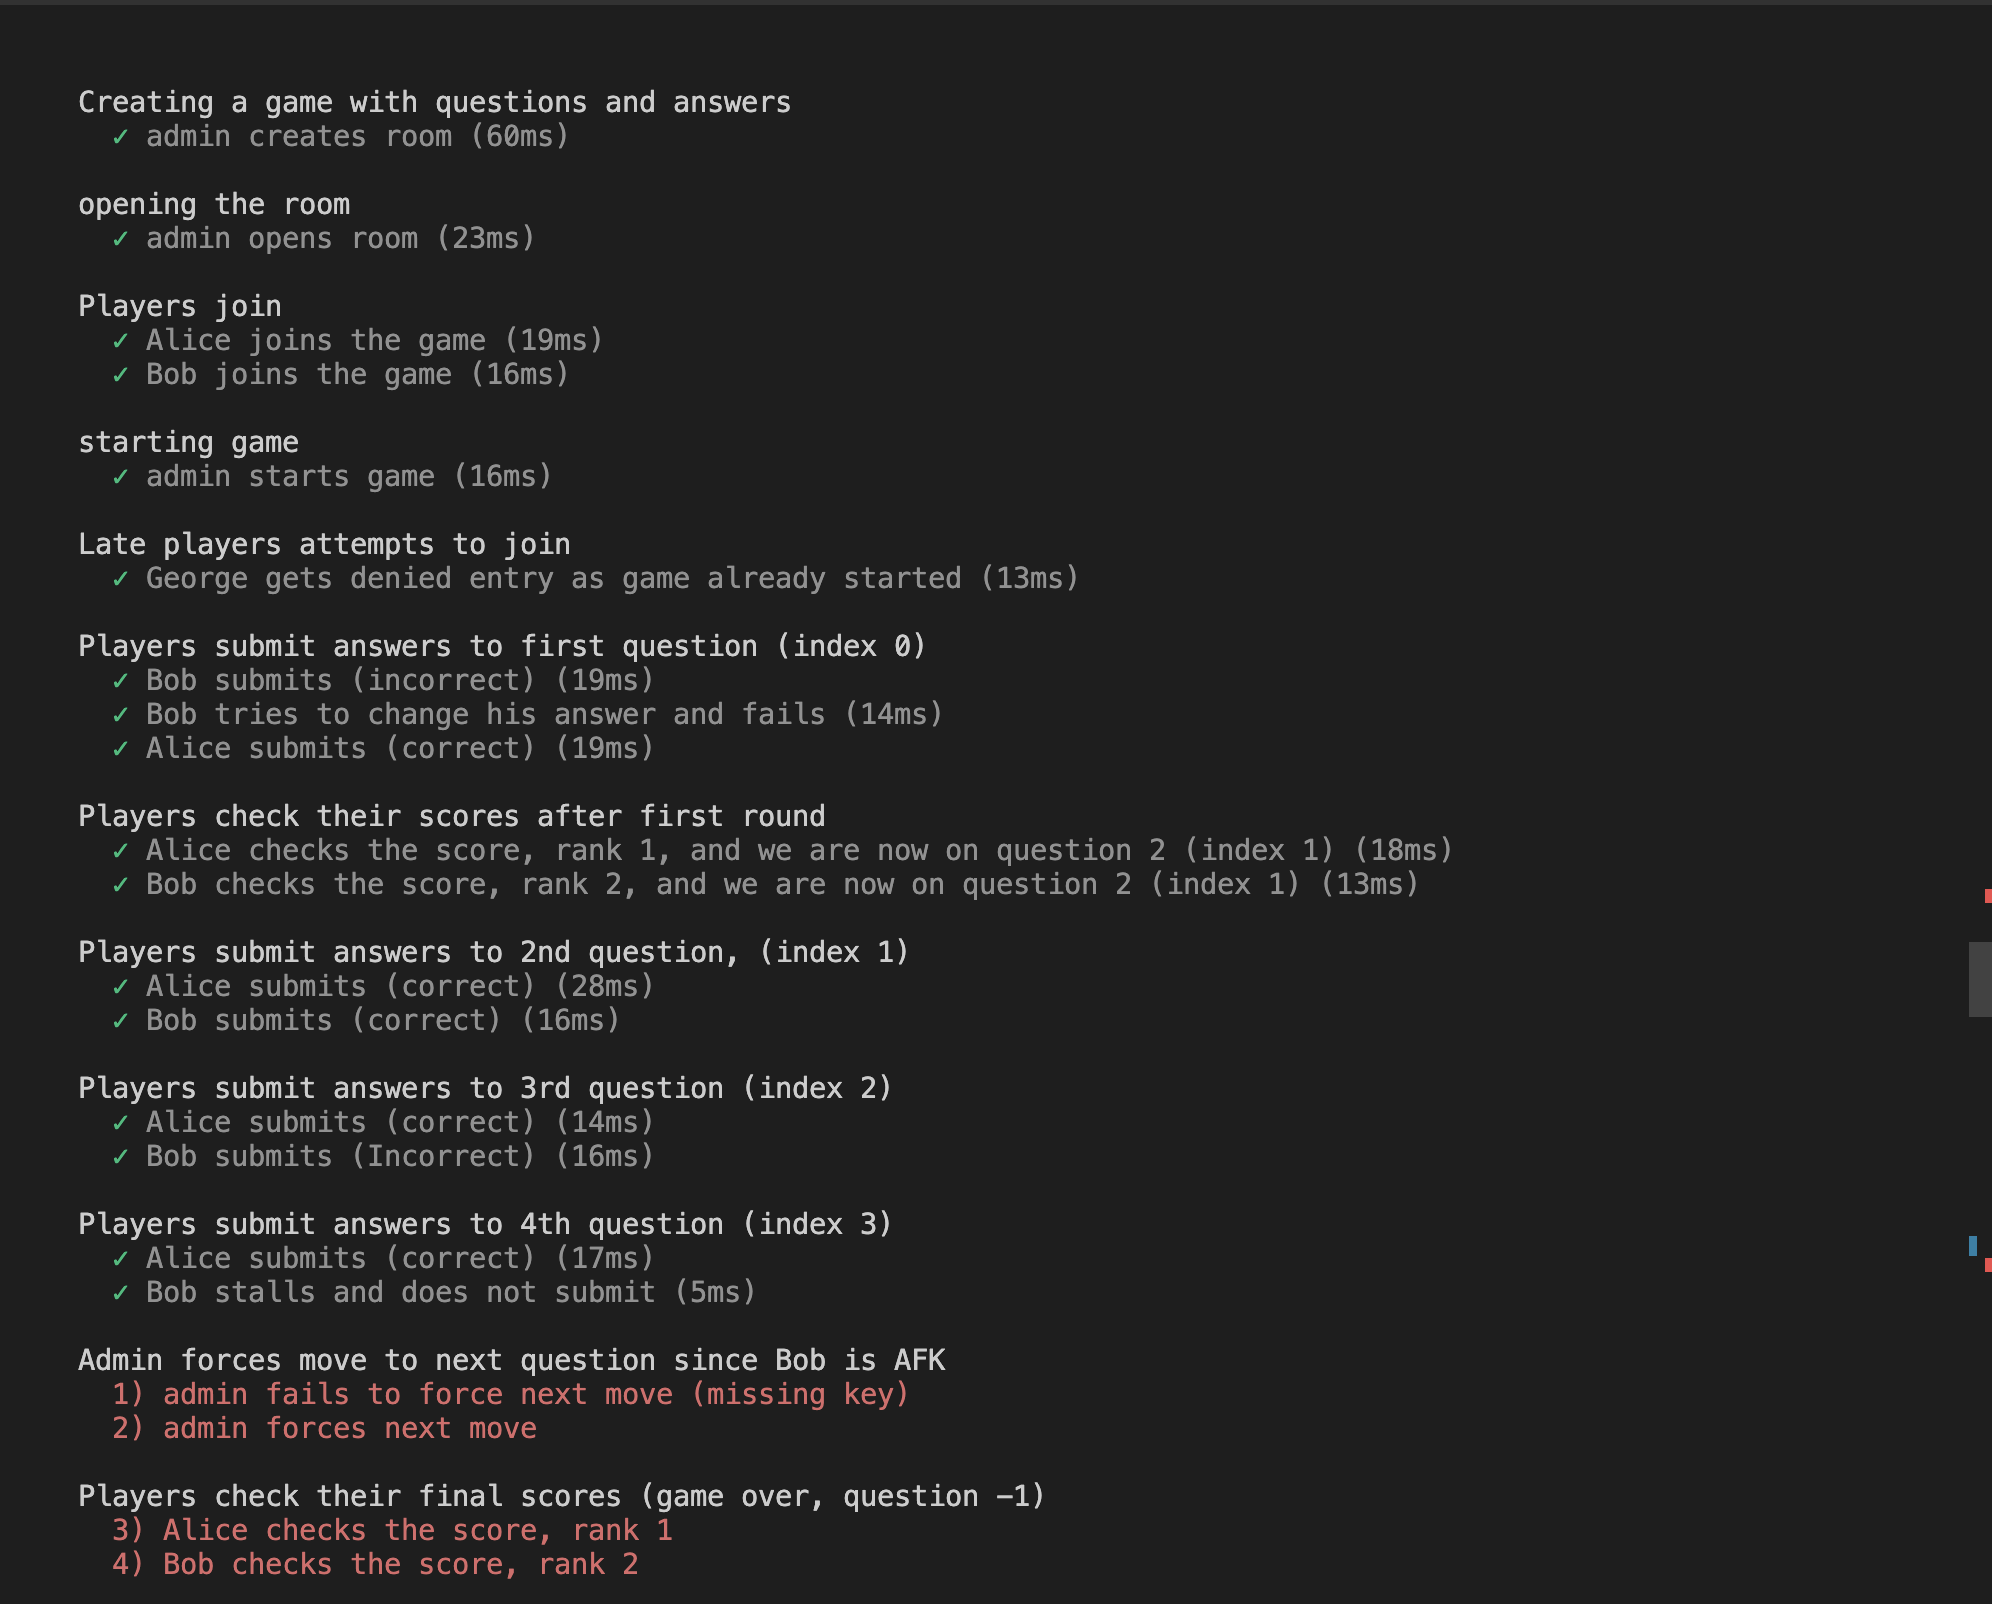 Creating a game with questions and answers
✓ admin creates room (60ms)
opening the room
✓ admin opens room (23ms)
Players join
✓ Alice joins the game (19ms)
✓ Bob joins the game (16ms)
starting game
✓ admin starts game (16ms)
Late players attempts to join
✓ George gets denied entry as game already started (13ms)
Players submit answers to first question (index 0)
✓ Bob submits (incorrect) (19ms)
✓ Bob tries to change his answer and fails (14ms)
✓ Alice submits (correct) (19ms)
Players check their scores after first round
✓ Alice checks the score, rank 1, and we are now on question 2 (index 1) (18ms)
✓ Bob checks the score, rank 2, and we are now on question 2 (index 1) (13ms)
Players submit answers to 2nd question, (index 1)
✓ Alice submits (correct) (28ms)
✓ Bob submits (correct) (16ms)
Players submit answers to 3rd question (index 2)
✓ Alice submits (correct) (14ms)
✓ Bob submits (Incorrect) (16ms)
Players submit answers to 4th question (index 3)
✓ Alice submits (correct) (17ms)
✓ Bob stalls and does not submit (5ms)
Admin forces move to next question since Bob is AFK
1) admin fails to force next move (missing key)
2) admin forces next move
Players check their final scores (game over, question −1)
3) Alice checks the score, rank 1
4) Bob checks the score, rank 2